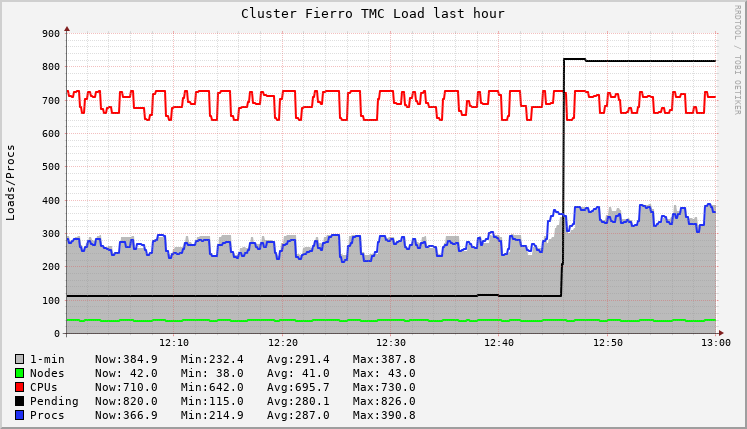 Cluster Fierro TMC Load last hour
RRDTOOL / TOBI OETIKER
Loads/Procs
900
800
700
600
500
400
300
200
100
0
12:10 12:20 12:30 12:40 12:50 13:00
1-min Now:384.9 Min:232.4 Avg:291.4 Max:387.8
Nodes Now: 42.0 Min: 38.0 Avg: 41.0 Max: 43.0
CPUs Now:710.0 Min:642.0 Avg:695.7 Max:730.0
Pending Now:820.0 Min:115.0 Avg:280.1 Max:826.0
Procs Now:366.9 Min:214.9 Avg:287.0 Max:390.8